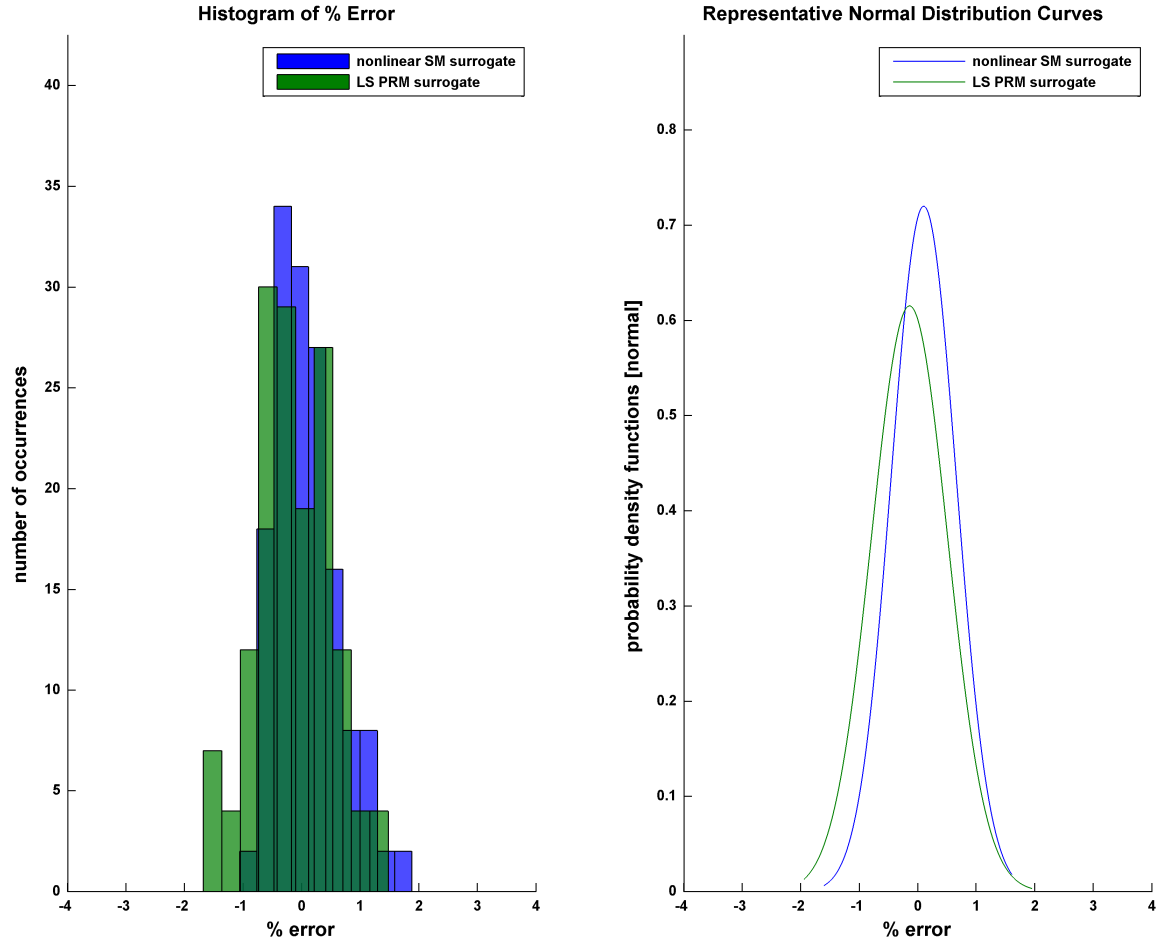 Histogram of % Error
nonlinear SM surrogate
LS PRM surrogate
number of occurrences
40
35
30
25
20
15
10
5
0
-4 -3 -2 -1 0 1 2 3 4
% error
Representative Normal Distribution Curves
nonlinear SM surrogate
LS PRM surrogate
probability density functions [normal]
0.8
0.7
0.6
0.5
0.4
0.3
0.2
0.1
0
-4 -3 -2 -1 0 1 2 3 4
% error